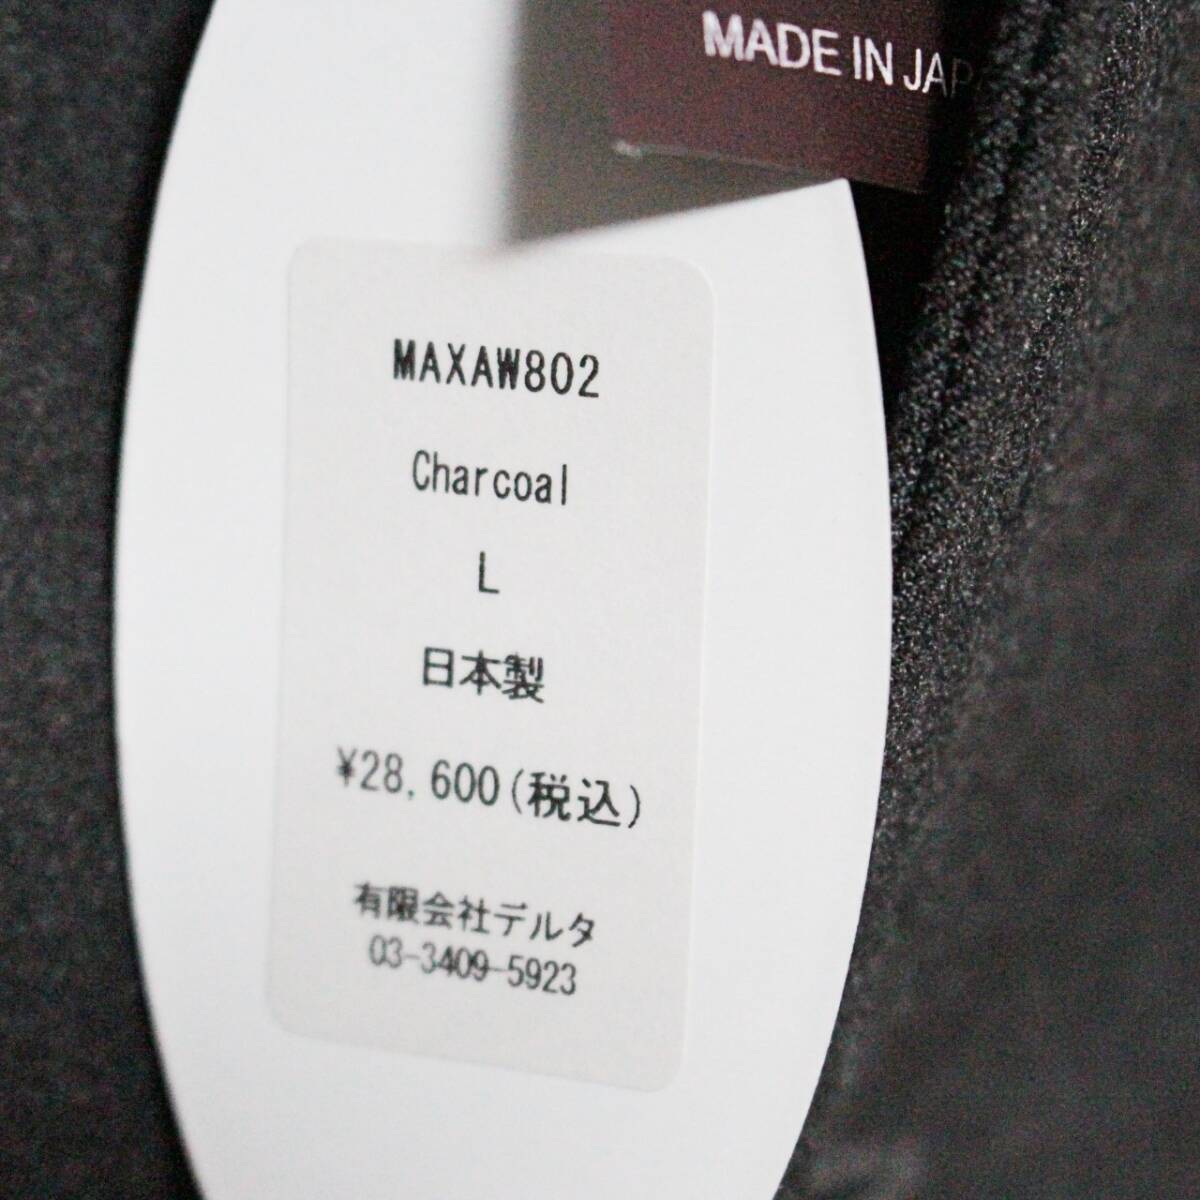 MADE IN JAP
MAXAW802
Charcoal
L
日本製
¥28,600(税込)
有限会社デルタ
03-3409-5923